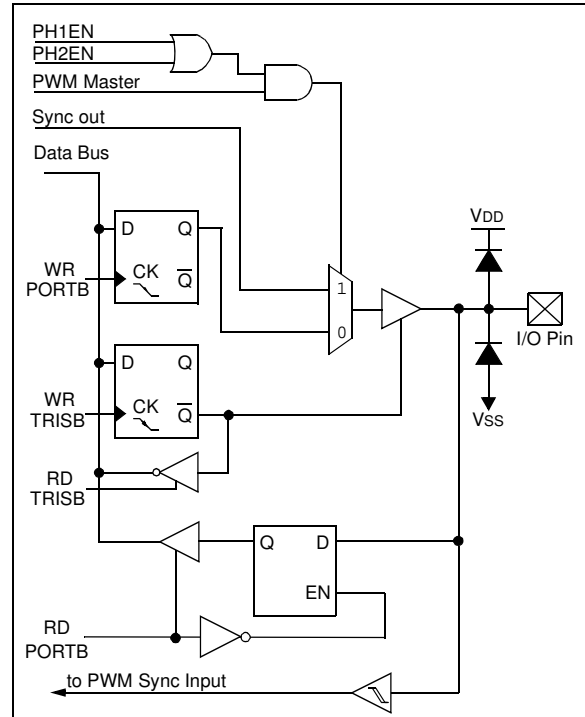 PH1EN
PH2EN
PWM Master
Sync out
Data Bus
D Q
WR
PORTB
CK
Q̅
VDD
1
0
I/O Pin
VSS
D Q
WR
TRISB
CK
Q̅
RD
TRISB
Q D
EN
RD
PORTB
to PWM Sync Input